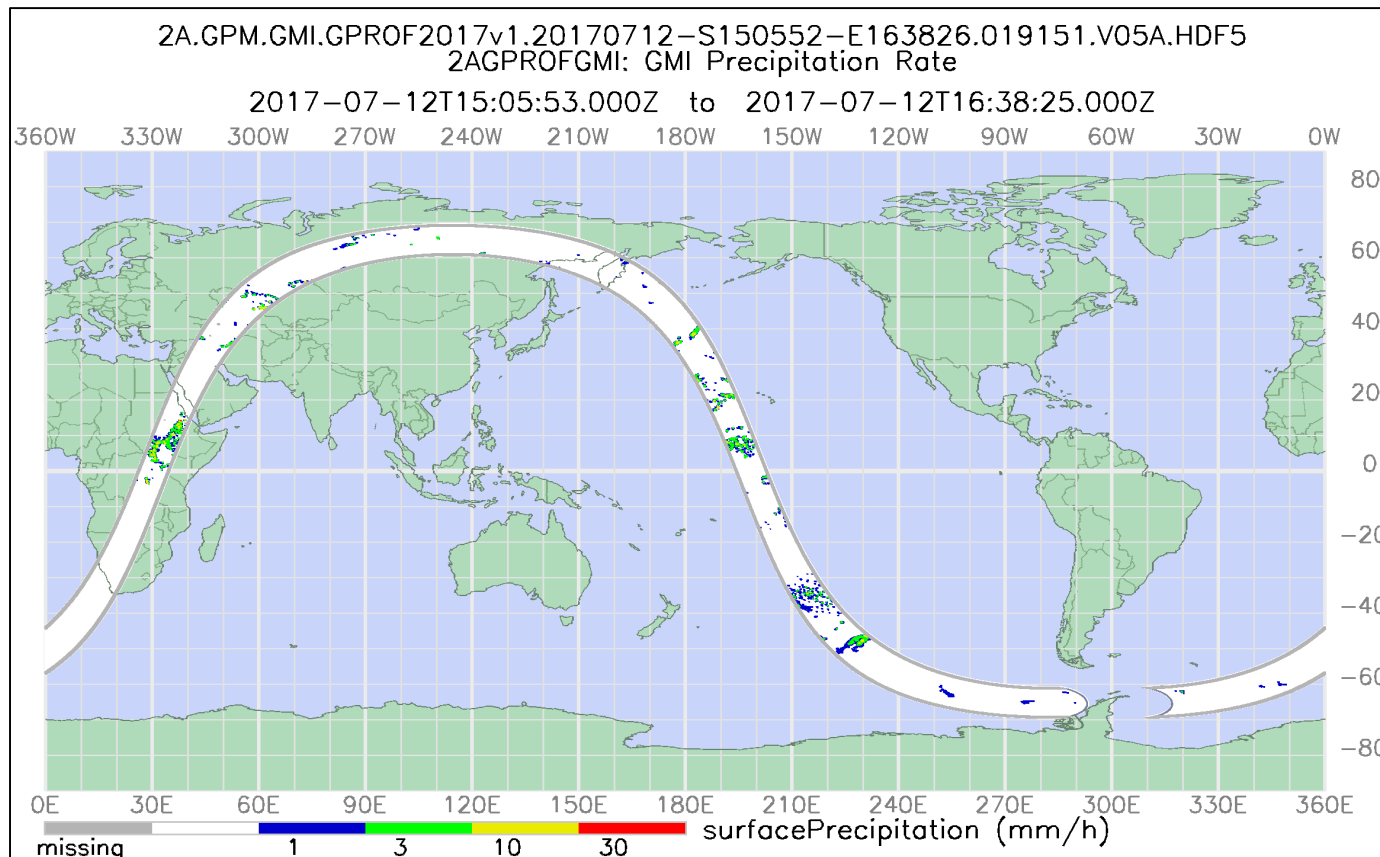 2A.GPM.GMI.GPROF2017v1.20170712-S150552-E163826.019151.V05A.HDF5
2AGPROFGMI: GMI Precipitation Rate
2017-07-12T15:05:53.000Z to 2017-07-12T16:38:25.000Z
360W 330W 300W 270W 240W 210W 180W 150W 120W 90W 60W 30W 0W
80
60
40
20
0
-20
-40
-60
-80
0E 30E 60E 90E 120E 150E 180E 210E 240E 270E 300E 330E 360E
missing 1 3 10 30 surfacePrecipitation (mm/h)